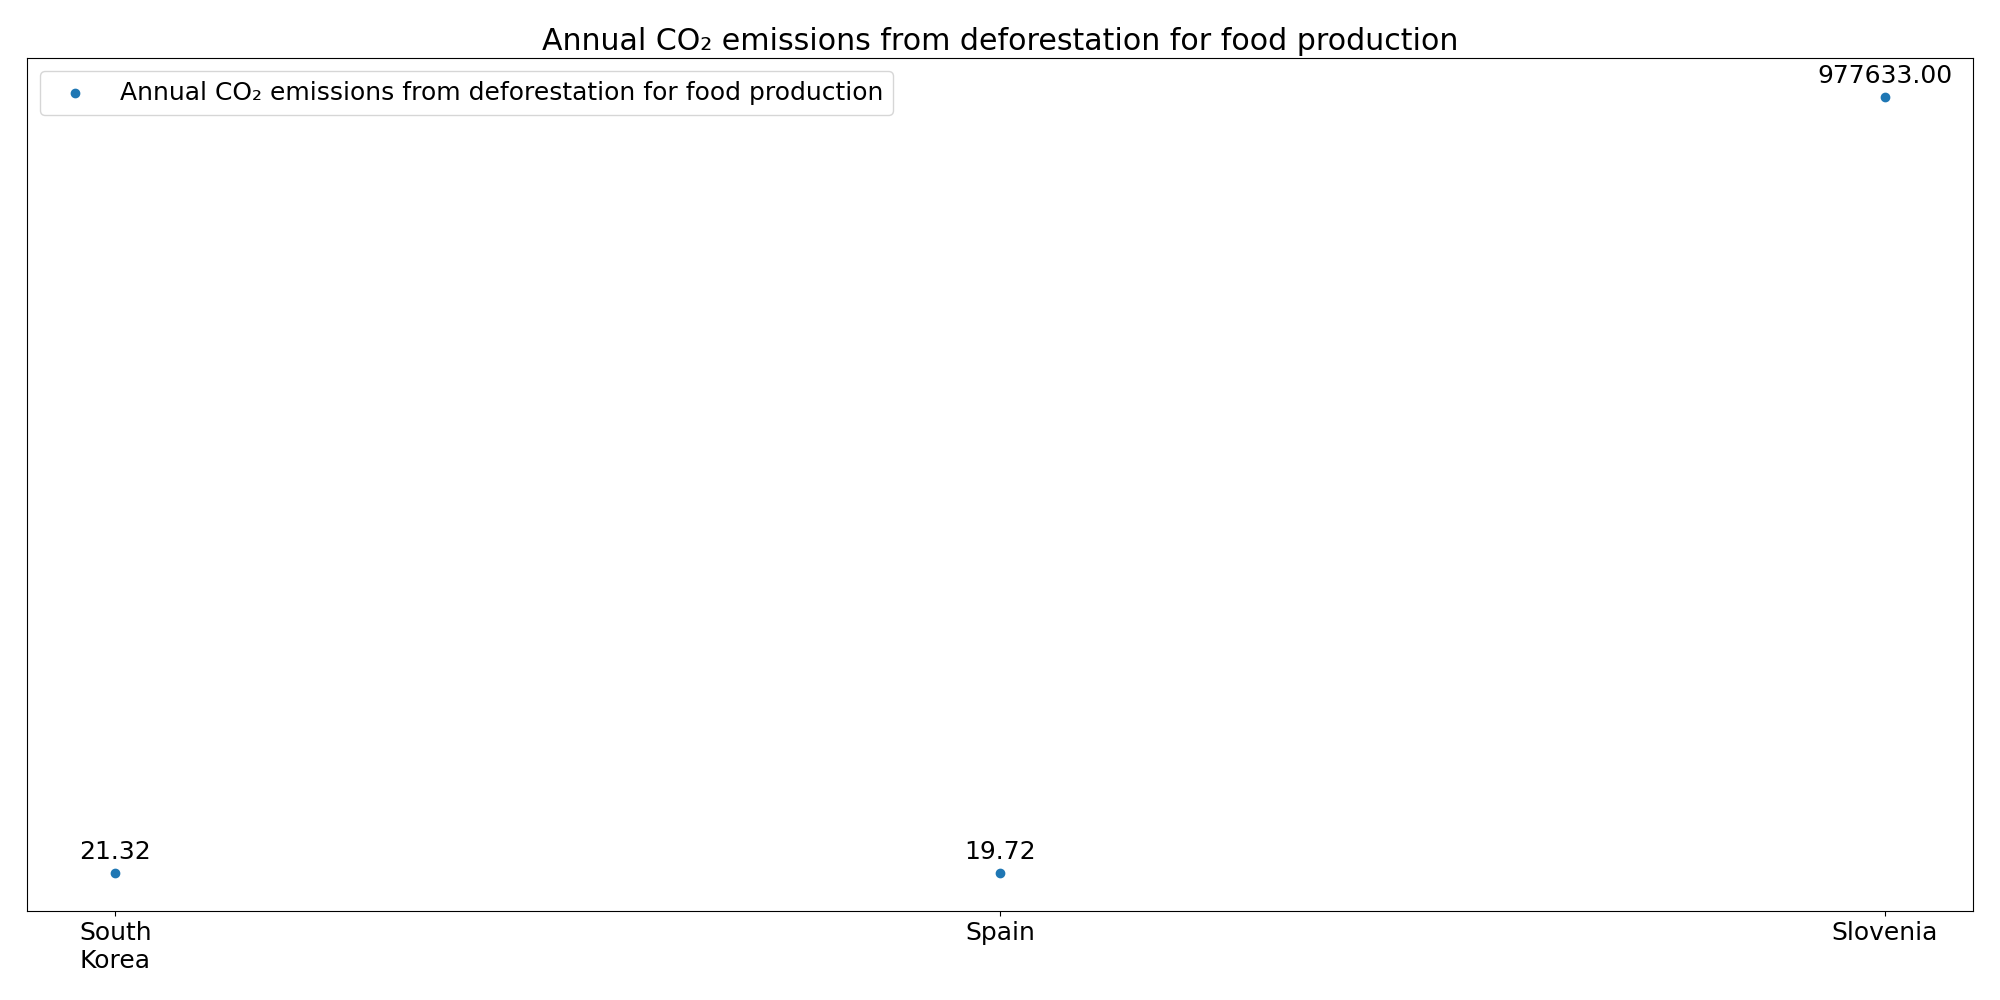 Annual CO₂ emissions from deforestation for food production
Annual CO₂ emissions from deforestation for food production
977633.00
21.32
19.72
South
Korea
Spain
Slovenia